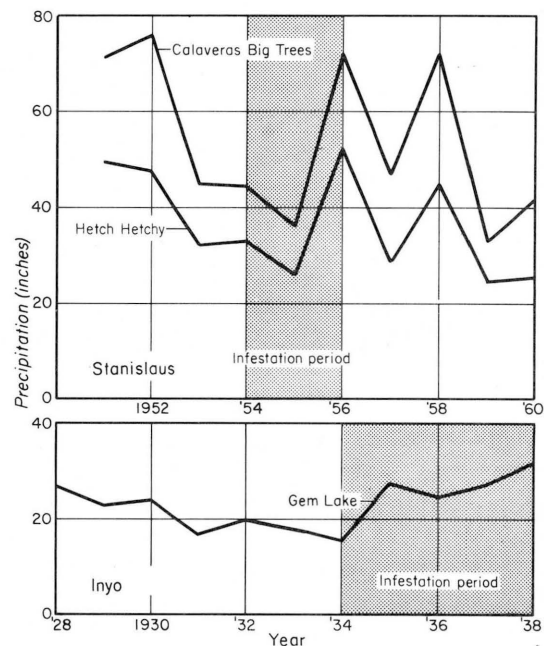 80
Calaveras Big Trees
60
40
Hetch Hetchy
20
Infestation period
Stanislaus
0
1952 '54 '56 '58 '60
Precipitation (inches)
40
Gem Lake
20
Inyo
Infestation period
0
'28 1930 '32 '34 '36 '38
Year